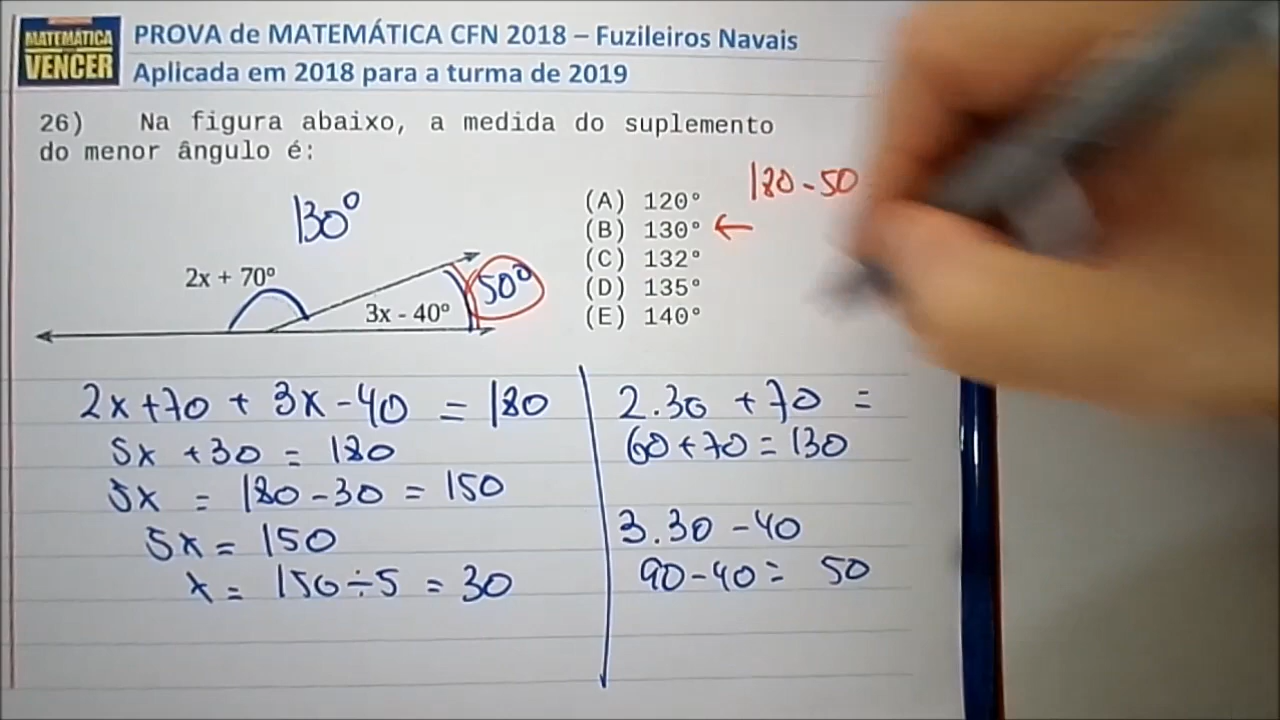 MATEMÁTICA
VENCER
PROVA de MATEMÁTICA CFN 2018 – Fuzileiros Navais
Aplicada em 2018 para a turma de 2019
26) Na figura abaixo, a medida do suplemento
do menor ângulo é:
130°
2x + 70º
3x - 40º
50°
(A) 120°
(B) 130° ←
(C) 132°
(D) 135°
(E) 140°
180-50
2x+70 + 3x-40 = 180
5x +30 = 180
5x = 180-30 = 150
5x = 150
x = 150÷5 = 30
2.30 +70 =
60+70=130
3.30 -40
90-40= 50